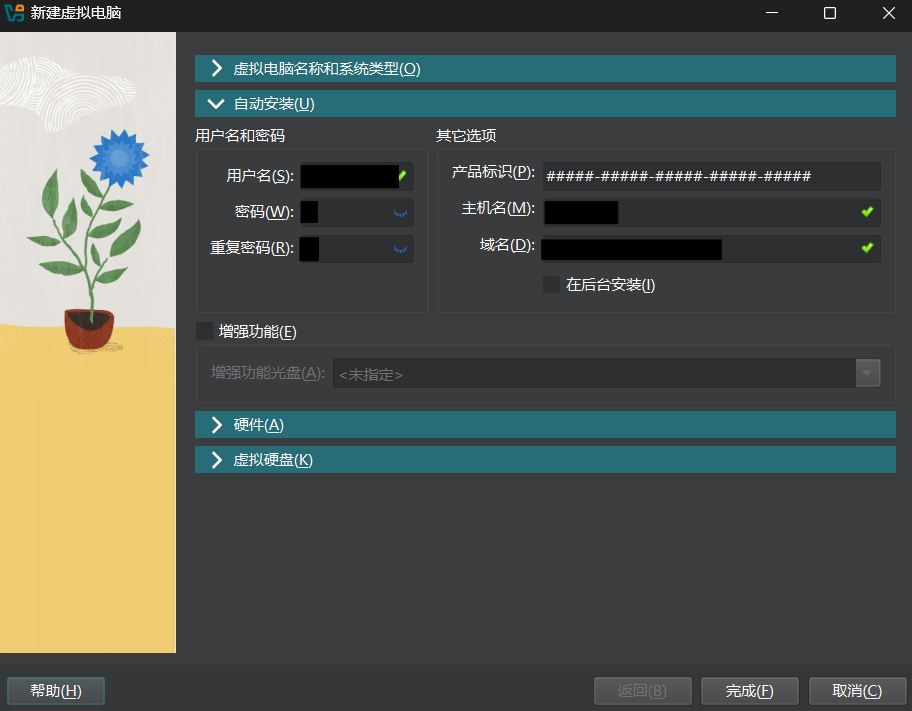 新建虚拟电脑
虚拟电脑名称和系统类型(O)
自动安装(U)
用户名和密码
其它选项
用户名(S):
产品标识(P): #####-#####-#####-#####-#####
密码(W):
主机名(M):
重复密码(R):
域名(D):
在后台安装(I)
增强功能(E)
增强功能光盘(A): <未指定>
硬件(A)
虚拟硬盘(K)
帮助(H)
返回(B)
完成(F)
取消(C)